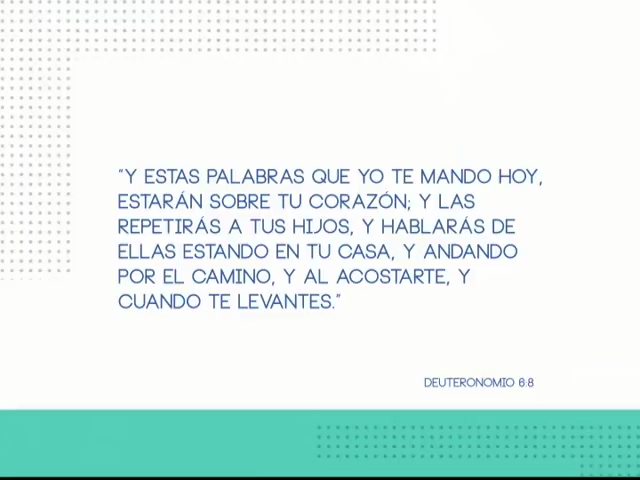 "Y ESTAS PALABRAS QUE YO TE MANDO HOY,
ESTARÁN SOBRE TU CORAZÓN; Y LAS
REPETIRÁS A TUS HIJOS, Y HABLARÁS DE
ELLAS ESTANDO EN TU CASA, Y ANDANDO
POR EL CAMINO, Y AL ACOSTARTE, Y
CUANDO TE LEVANTES."
DEUTERONOMIO 6:8